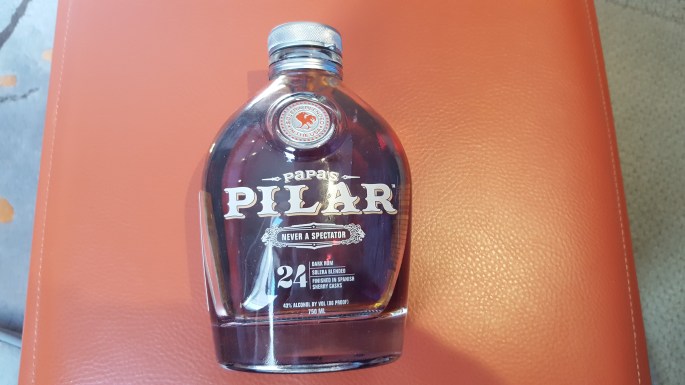 PAPA'S
PILAR
NEVER A SPECTATOR
24
DARK RUM
SOLERA BLENDED
FINISHED IN SPANISH
SHERRY CASKS
43% ALCOHOL BY VOL (86 PROOF)
750 ML